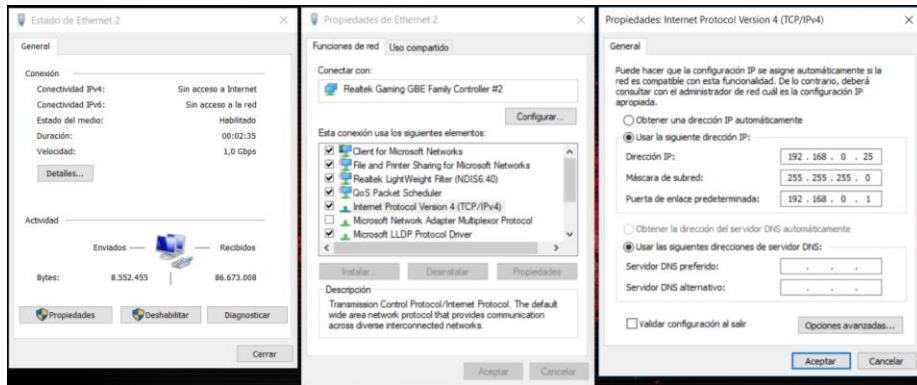 Estado de Ethernet 2
General
Conexión
Conectividad IPv4: Sin acceso a Internet
Conectividad IPv6: Sin acceso a la red
Estado del medio: Habilitado
Duración: 00:02:35
Velocidad: 1,0 Gbps
Detalles...
Actividad
Enviados — — Recibidos
Bytes: 8.552.455 86.673.008
Propiedades Deshabilitar Diagnosticar
Cerrar
Propiedades de Ethernet 2
Funciones de red Uso compartido
Conectar con:
Realtek Gaming GBE Family Controller #2
Configurar...
Esta conexión usa los siguientes elementos:
Client for Microsoft Networks
File and Printer Sharing for Microsoft Networks
Realtek LightWeight Filter (NDIS6.40)
QoS Packet Scheduler
Internet Protocol Version 4 (TCP/IPv4)
Microsoft Network Adapter Multiplexor Protocol
Microsoft LLDP Protocol Driver
Instalar... Desinstalar Propiedades
Descripción
Transmission Control Protocol/Internet Protocol. The default
wide area network protocol that provides communication
across diverse interconnected networks.
Aceptar Cancelar
Propiedades: Internet Protocol Version 4 (TCP/IPv4)
General
Puede hacer que la configuración IP se asigne automáticamente si la
red es compatible con esta funcionalidad. De lo contrario, deberá
consultar con el administrador de red cuál es la configuración IP
apropiada.
Obtener una dirección IP automáticamente
Usar la siguiente dirección IP:
Dirección IP: 192 . 168 . 0 . 25
Máscara de subred: 255 . 255 . 255 . 0
Puerta de enlace predeterminada: 192 . 168 . 0 . 1
Obtener la dirección del servidor DNS automáticamente
Usar las siguientes direcciones de servidor DNS:
Servidor DNS preferido: . . .
Servidor DNS alternativo: . . .
Validar configuración al salir Opciones avanzadas...
Aceptar Cancelar